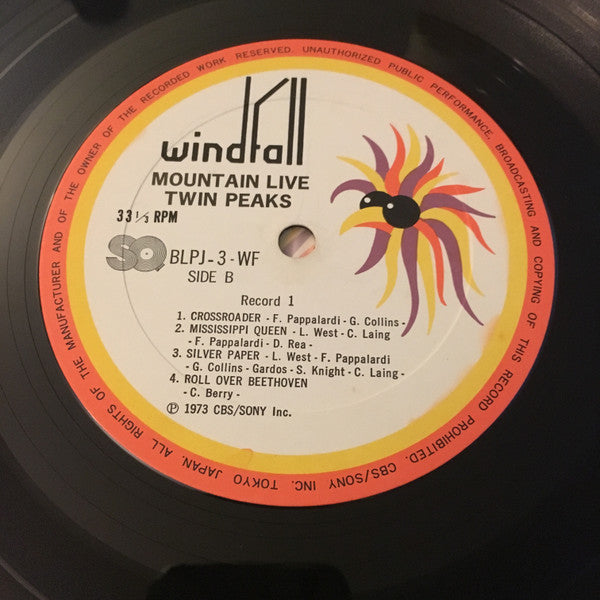 ALL RIGHTS OF THE MANUFACTURER AND OF THE OWNER OF THE RECORDED WORK RESERVED. UNAUTHORIZED PUBLIC PERFORMANCE, BROADCASTING AND COPYING OF THIS RECORD PROHIBITED. CBS/SONY INC. TOKYO JAPAN.
windfall
MOUNTAIN LIVE
TWIN PEAKS
33 1/3 RPM
SQ BLPJ-3-WF
SIDE B
Record 1
1. CROSSROADER - F. Pappalardi - G. Collins -
2. MISSISSIPPI QUEEN - L. West - C. Laing
- F. Pappalardi - D. Rea -
3. SILVER PAPER - L. West - F. Pappalardi
- G. Collins - Gardos - S. Knight - C. Laing -
4. ROLL OVER BEETHOVEN
- C. Berry -
℗ 1973 CBS/SONY Inc.